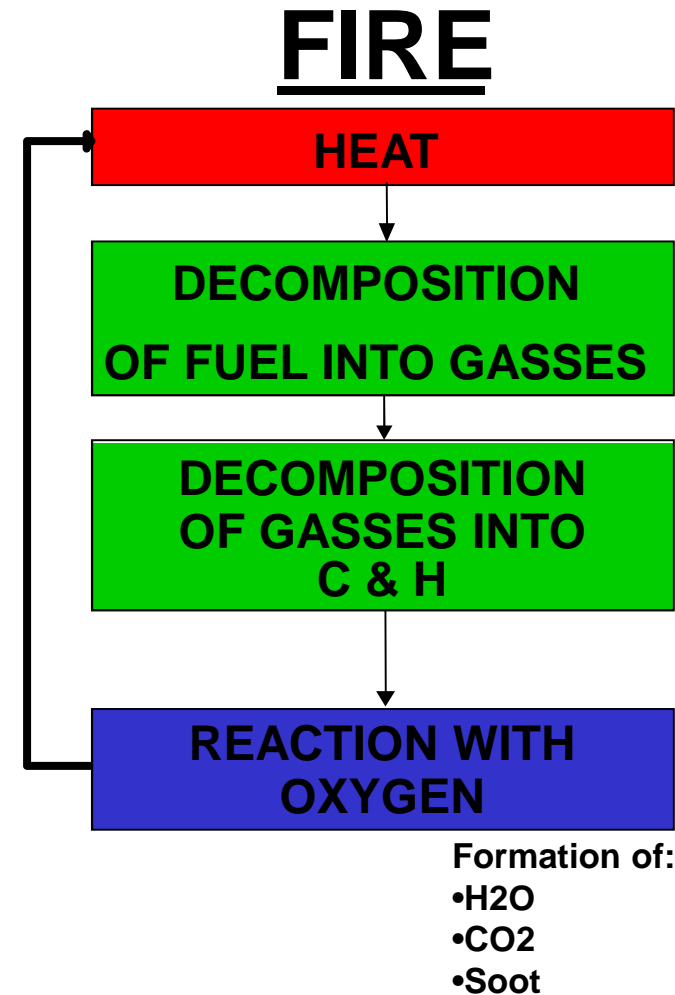 FIRE
HEAT
DECOMPOSITION
OF FUEL INTO GASSES
DECOMPOSITION
OF GASSES INTO
C & H
REACTION WITH
OXYGEN
Formation of:
•H2O
•CO2
•Soot